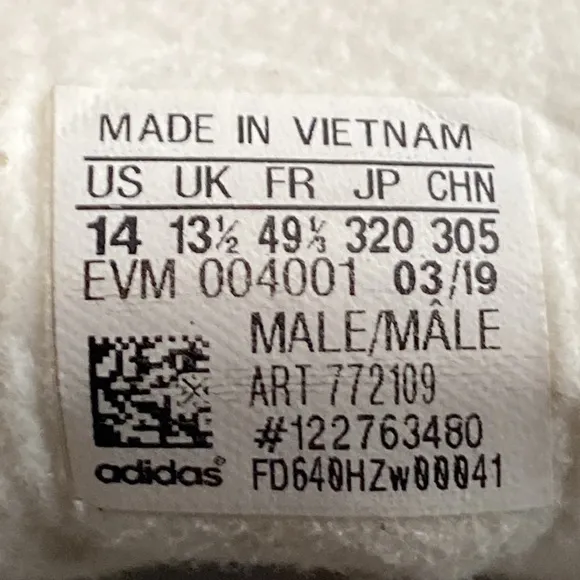 MADE IN VIETNAM
US UK FR JP CHN
14 13½ 49⅓ 320 305
EVM 004001 03/19
MALE/MÂLE
ART 772109
#122763480
adidas® FD640HZw00041